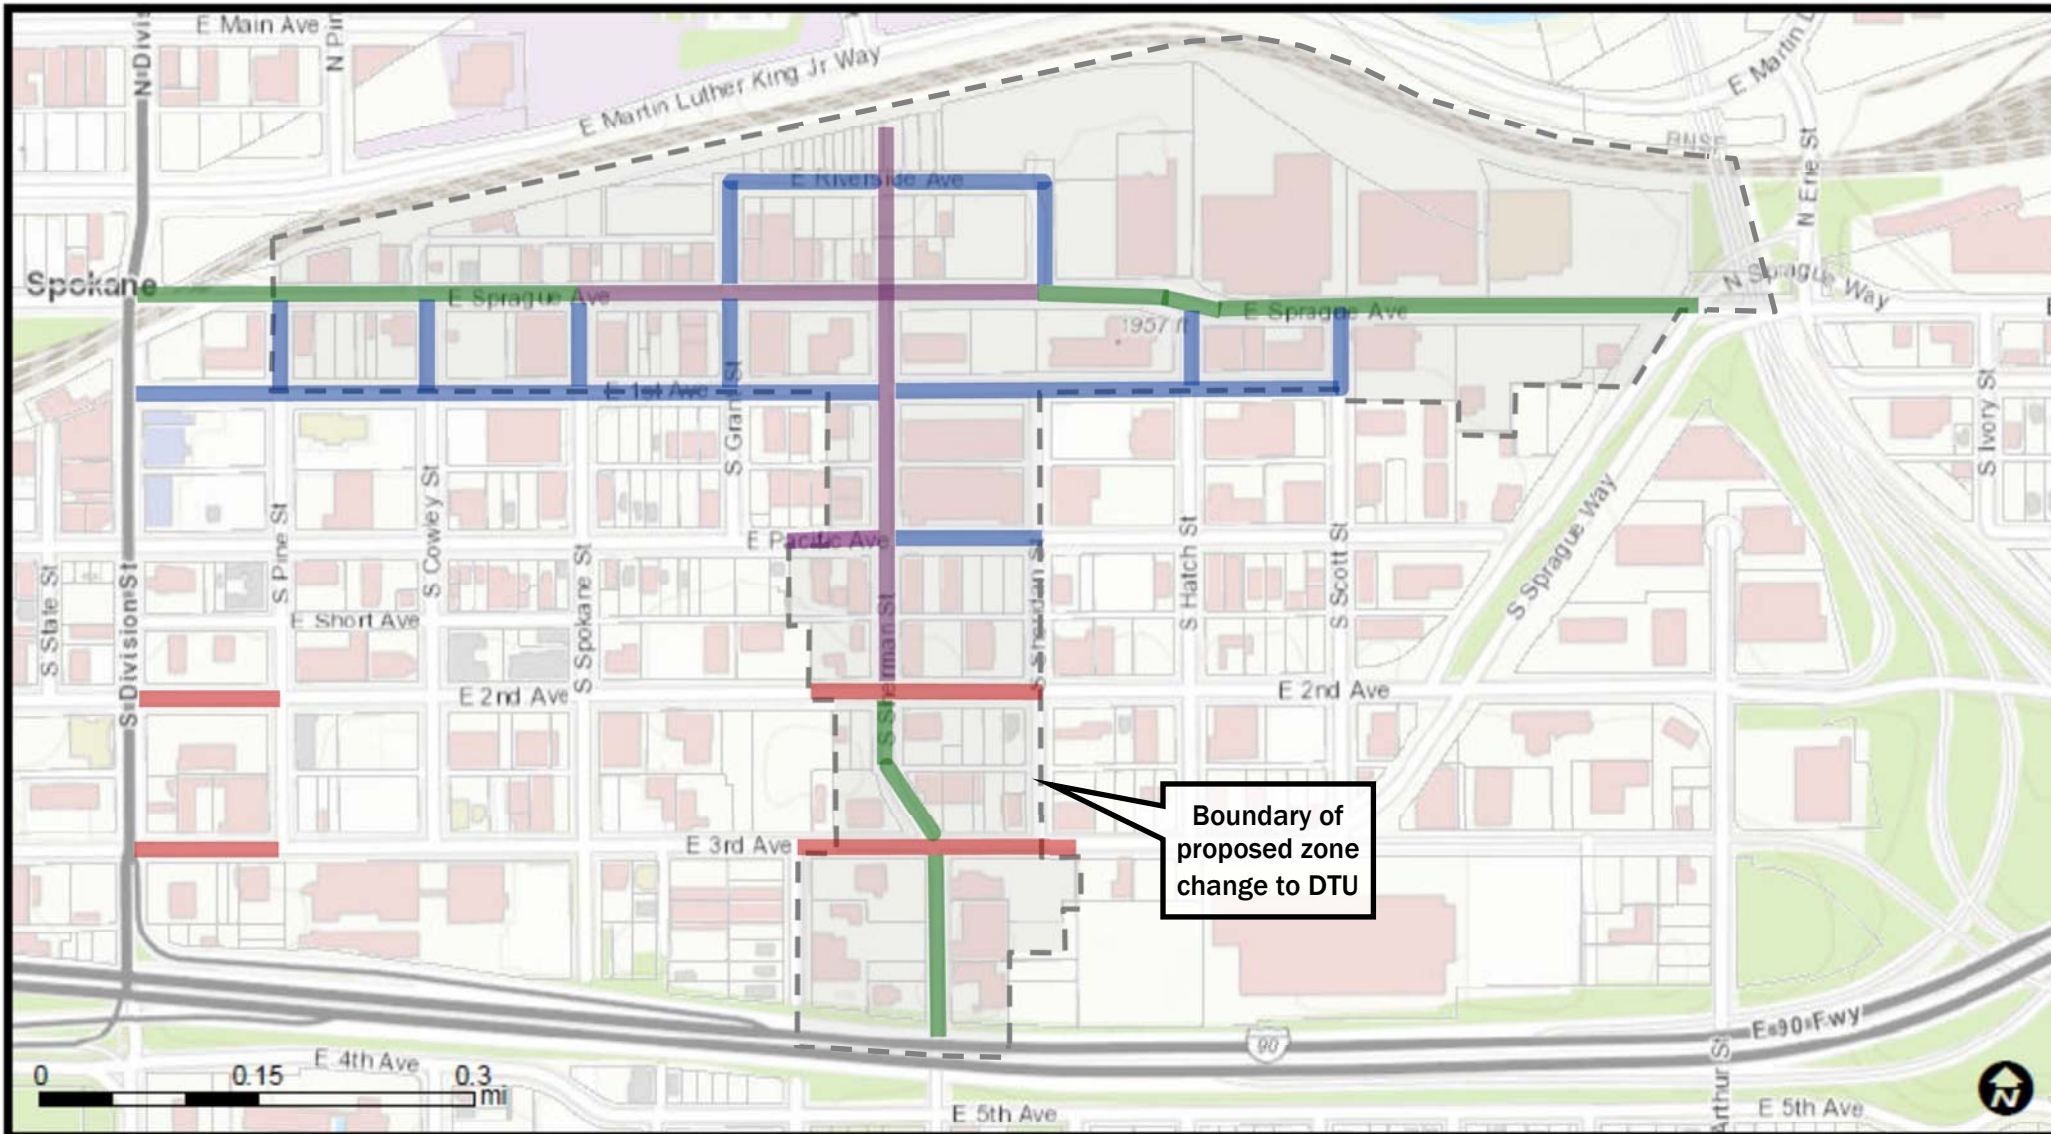 E Main Ave
N Divis
N Pin
E Martin Luther King Jr Way
E Martin L
BNSF
N Erie St
E Riverside Ave
Spokane
E Sprague Ave
E Sprague Ave
N Sprague Way
E
1957 ft
E 1st Ave
S Grant St
S Ivory St
E Pacific Ave
S State St
S Division St
S Pine St
S Cowley St
S Spokane St
S Sherman St
S Sheridan St
S Hatch St
S Scott St
S Sprague Way
E Short Ave
E 2nd Ave
E 2nd Ave
Boundary of
proposed zone
change to DTU
E 3rd Ave
E 90 Fwy
90
E 4th Ave
Arthur St
0
0.15
0.3
mi
E 5th Ave
E 5th Ave
N